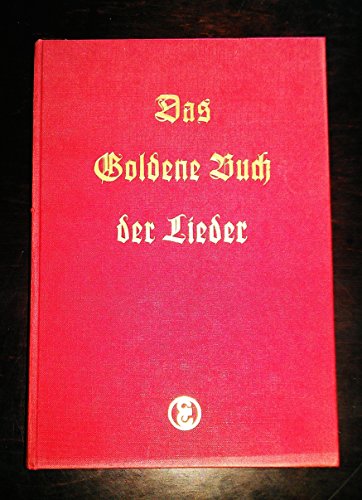 Das
Goldene Buch
der Lieder